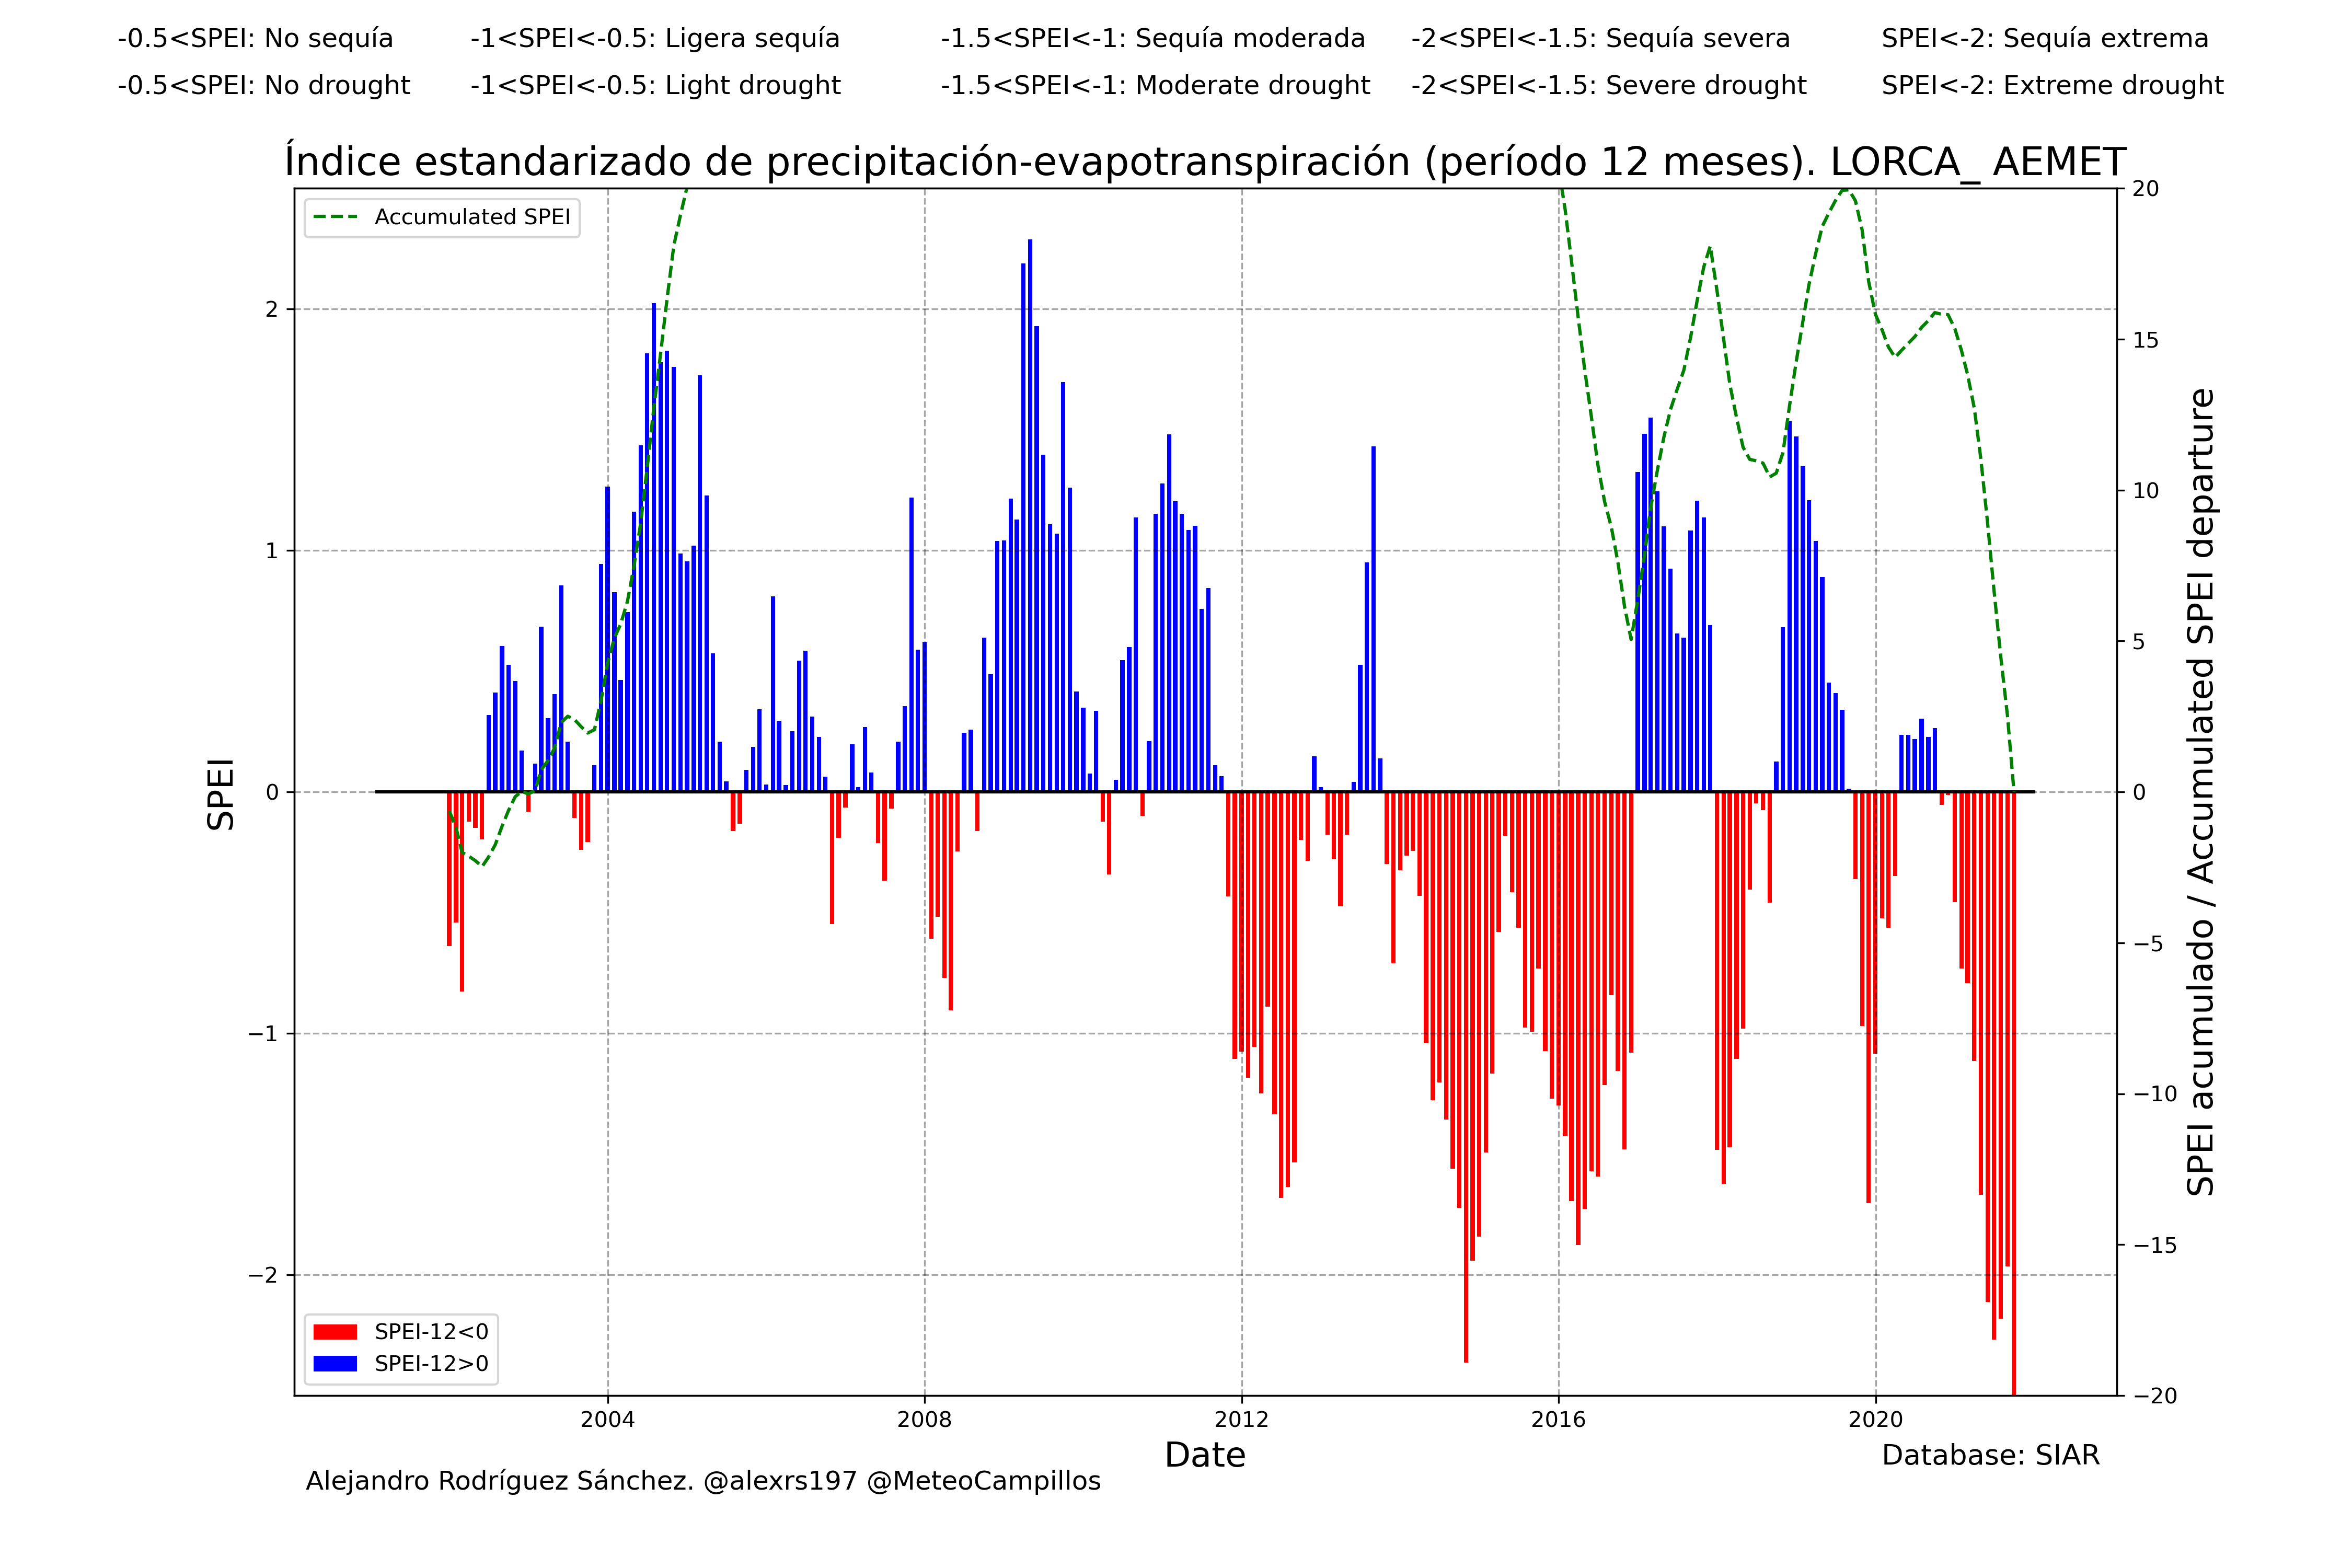 -0.5<SPEI: No sequía -1<SPEI<-0.5: Ligera sequía -1.5<SPEI<-1: Sequía moderada -2<SPEI<-1.5: Sequía severa SPEI<-2: Sequía extrema
-0.5<SPEI: No drought -1<SPEI<-0.5: Light drought -1.5<SPEI<-1: Moderate drought -2<SPEI<-1.5: Severe drought SPEI<-2: Extreme drought
Índice estandarizado de precipitación-evapotranspiración (período 12 meses). LORCA_ AEMET
Accumulated SPEI
SPEI
2
1
0
−1
−2
20
15
10
5
0
−5
−10
−15
−20
SPEI acumulado / Accumulated SPEI departure
SPEI-12<0
SPEI-12>0
2004 2008 2012 2016 2020
Date
Database: SIAR
Alejandro Rodríguez Sánchez. @alexrs197 @MeteoCampillos